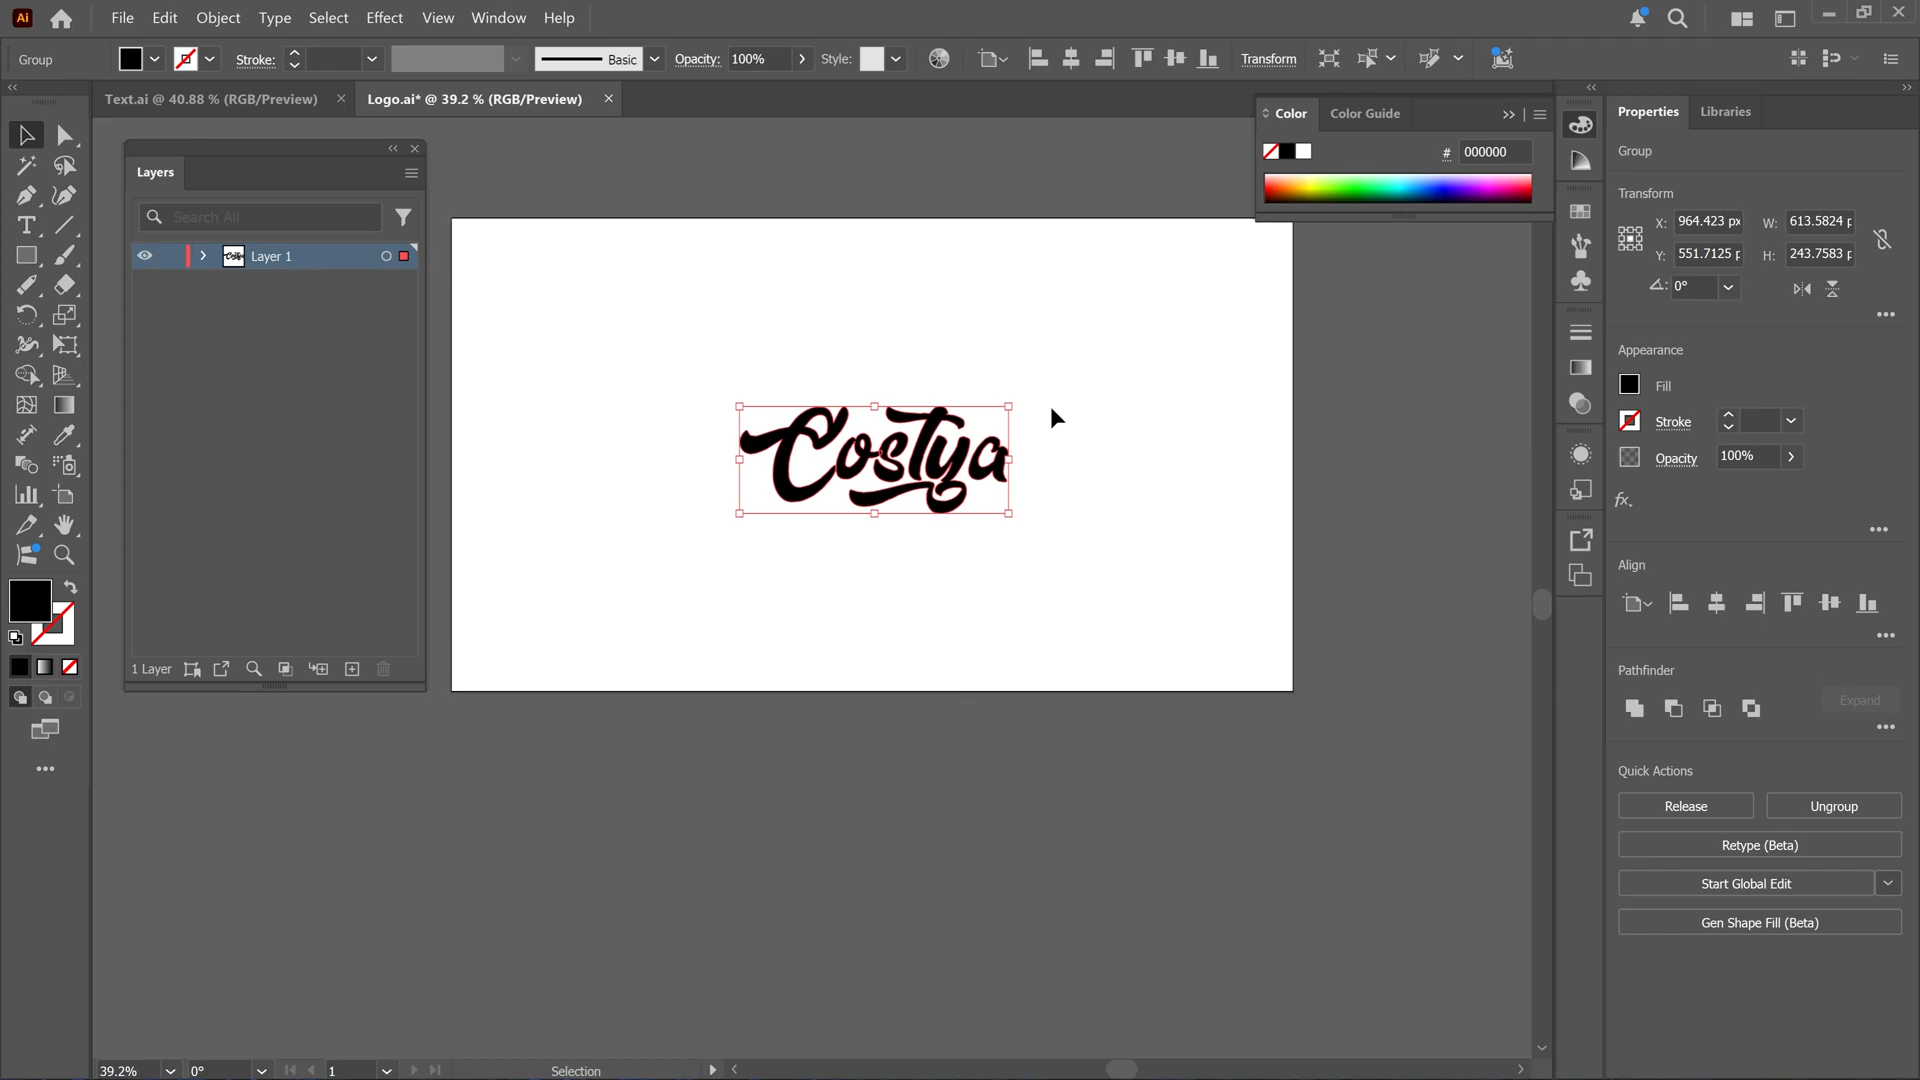 Ai File Edit Object Type Select Effect View Window Help
Group Stroke: Basic Opacity: 100% Style: Transform
Text.ai @ 40.88 % (RGB/Preview) Logo.ai* @ 39.2 % (RGB/Preview)
Color Color Guide
# 000000
Layers
Search All
Layer 1
1 Layer
Costya
Properties Libraries
Group
Transform
X: 964.423 px W: 613.5824 p
Y: 551.7125 p H: 243.7583 p
0°
Appearance
Fill
Stroke
Opacity 100%
fx.
Align
Pathfinder
Expand
Quick Actions
Release Ungroup
Retype (Beta)
Start Global Edit
Gen Shape Fill (Beta)
39.2% 0° 1 Selection